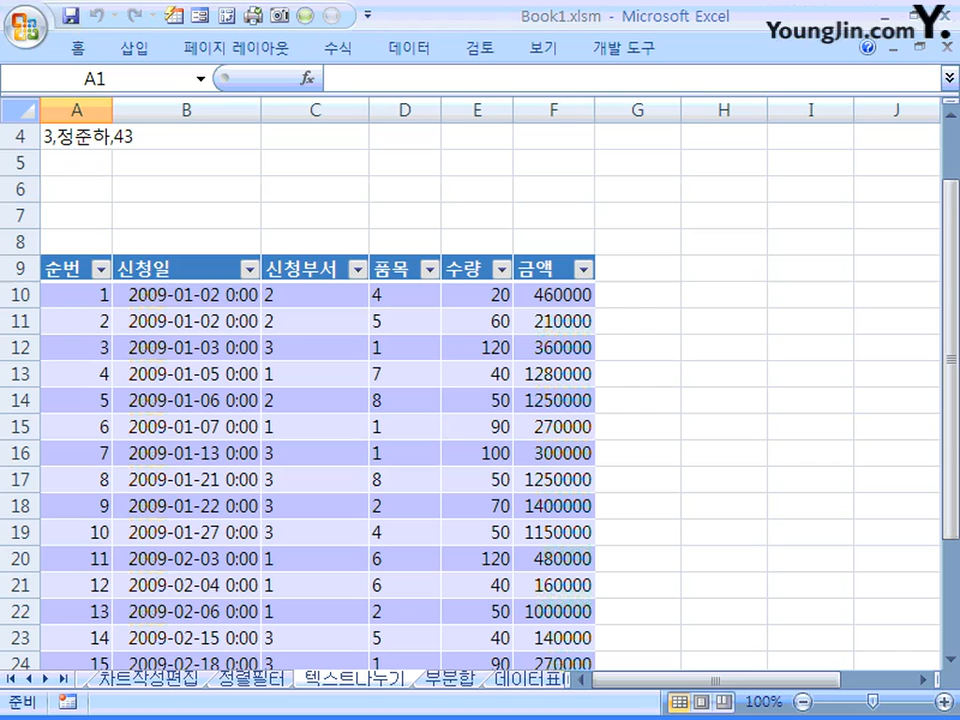 Book1.xlsm - Microsoft Excel
YoungJin.com Y.
홈 삽입 페이지 레이아웃 수식 데이터 검토 보기 개발 도구
A1 fx
A B C D E F G H I J
4 3,정준하,43
5
6
7
8
9 순번 신청일 신청부서 품목 수량 금액
10 1 2009-01-02 0:00 2 4 20 460000
11 2 2009-01-02 0:00 2 5 60 210000
12 3 2009-01-03 0:00 3 1 120 360000
13 4 2009-01-05 0:00 1 7 40 1280000
14 5 2009-01-06 0:00 2 8 50 1250000
15 6 2009-01-07 0:00 1 1 90 270000
16 7 2009-01-13 0:00 3 1 100 300000
17 8 2009-01-21 0:00 3 8 50 1250000
18 9 2009-01-22 0:00 3 2 70 1400000
19 10 2009-01-27 0:00 3 4 50 1150000
20 11 2009-02-03 0:00 1 6 120 480000
21 12 2009-02-04 0:00 1 6 40 160000
22 13 2009-02-06 0:00 1 2 50 1000000
23 14 2009-02-15 0:00 3 5 40 140000
24 15 2009-02-18 0:00 3 1 90 270000
차트작성편집 정렬필터 텍스트나누기 부분합 데이터표
준비 100%